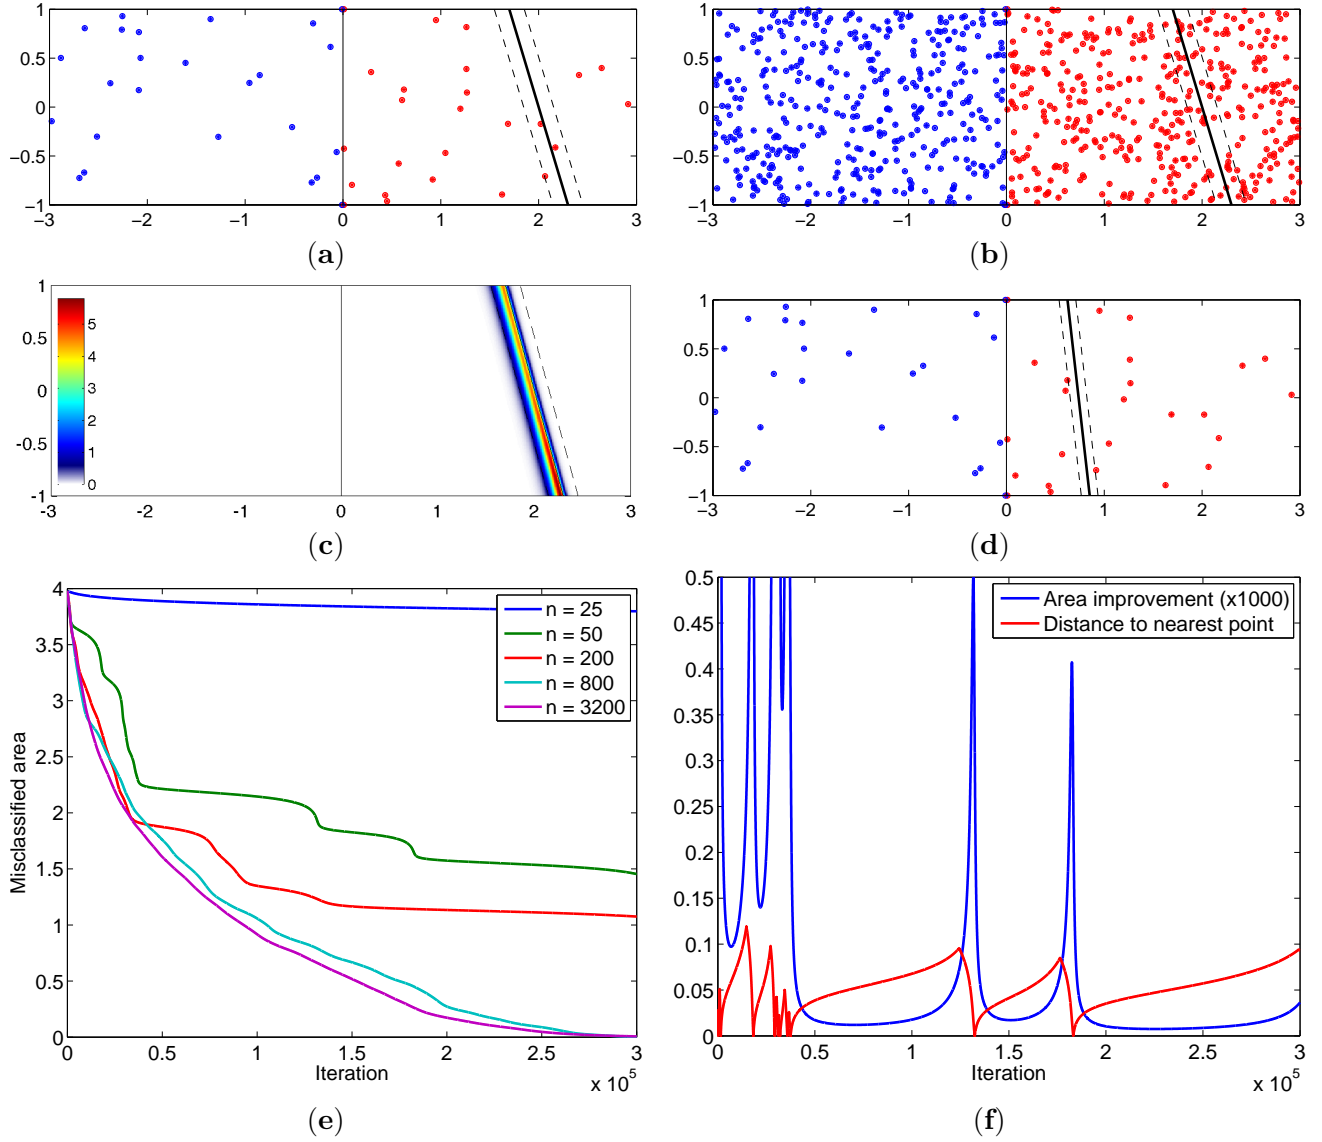 1
0.5
0
−0.5
−1
−3 −2 −1 0 1 2 3
(a)
1
0.5
0
−0.5
−1
−3 −2 −1 0 1 2 3
(b)
1
0.5
0
-0.5
-1
5
4
3
2
1
0
-3 -2 -1 0 1 2 3
(c)
1
0.5
0
−0.5
−1
−3 −2 −1 0 1 2 3
(d)
4
3.5
3
2.5
2
1.5
1
0.5
0
Misclassified area
n = 25
n = 50
n = 200
n = 800
n = 3200
0 0.5 1 1.5 2 2.5 3
Iteration
x 10^5
(e)
0.5
0.45
0.4
0.35
0.3
0.25
0.2
0.15
0.1
0.05
0
Area improvement (x1000)
Distance to nearest point
0 0.5 1 1.5 2 2.5 3
Iteration
x 10^5
(f)